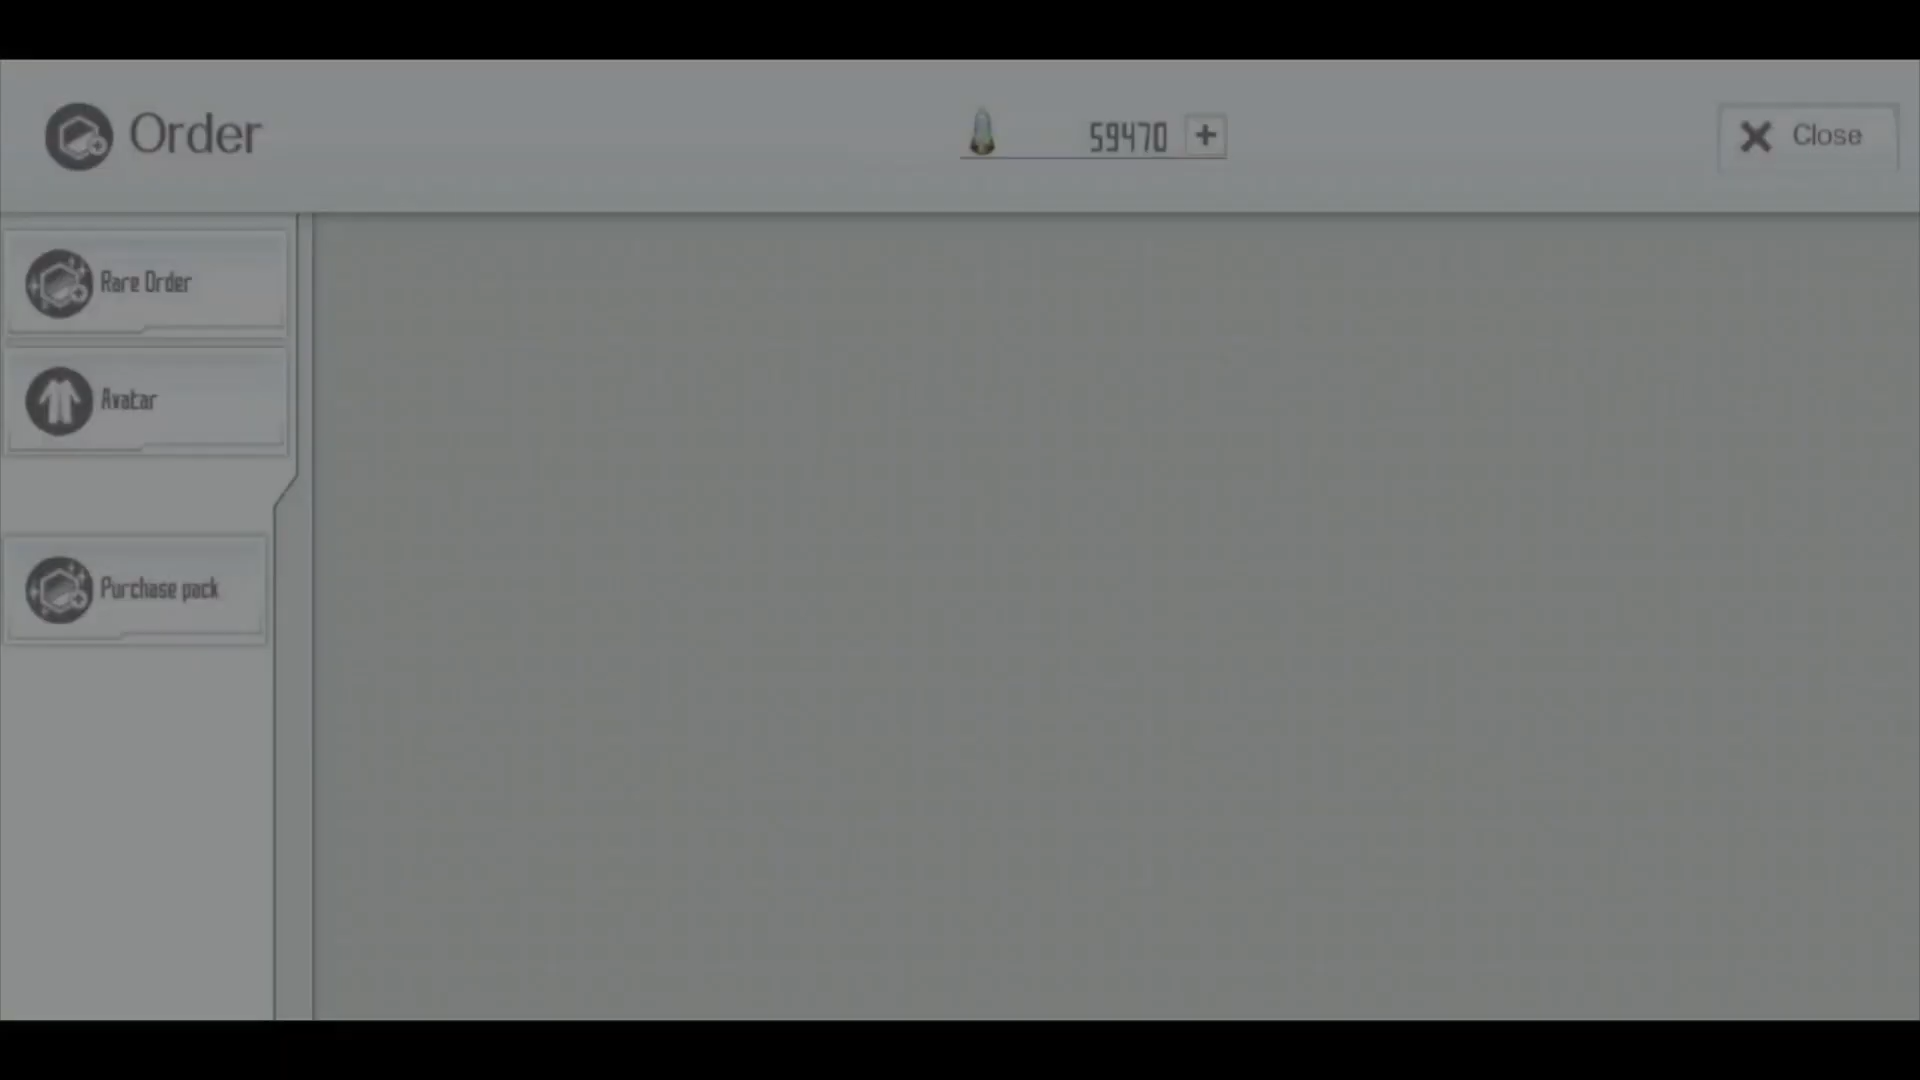 Order
59470
Close
Rare Order
Avatar
Purchase pack